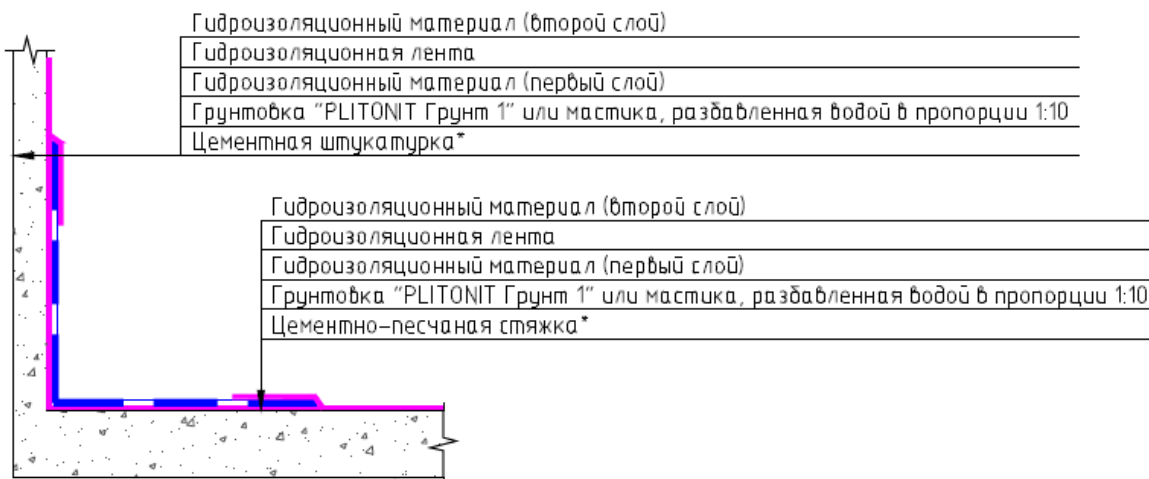 Гидроизоляционный материал (второй слой)
Гидроизоляционная лента
Гидроизоляционный материал (первый слой)
Грунтовка "PLITONIT Грунт 1" или мастика, разбавленная водой в пропорции 1:10
Цементная штукатурка*
Гидроизоляционный материал (второй слой)
Гидроизоляционная лента
Гидроизоляционный материал (первый слой)
Грунтовка "PLITONIT Грунт 1" или мастика, разбавленная водой в пропорции 1:10
Цементно-песчаная стяжка*